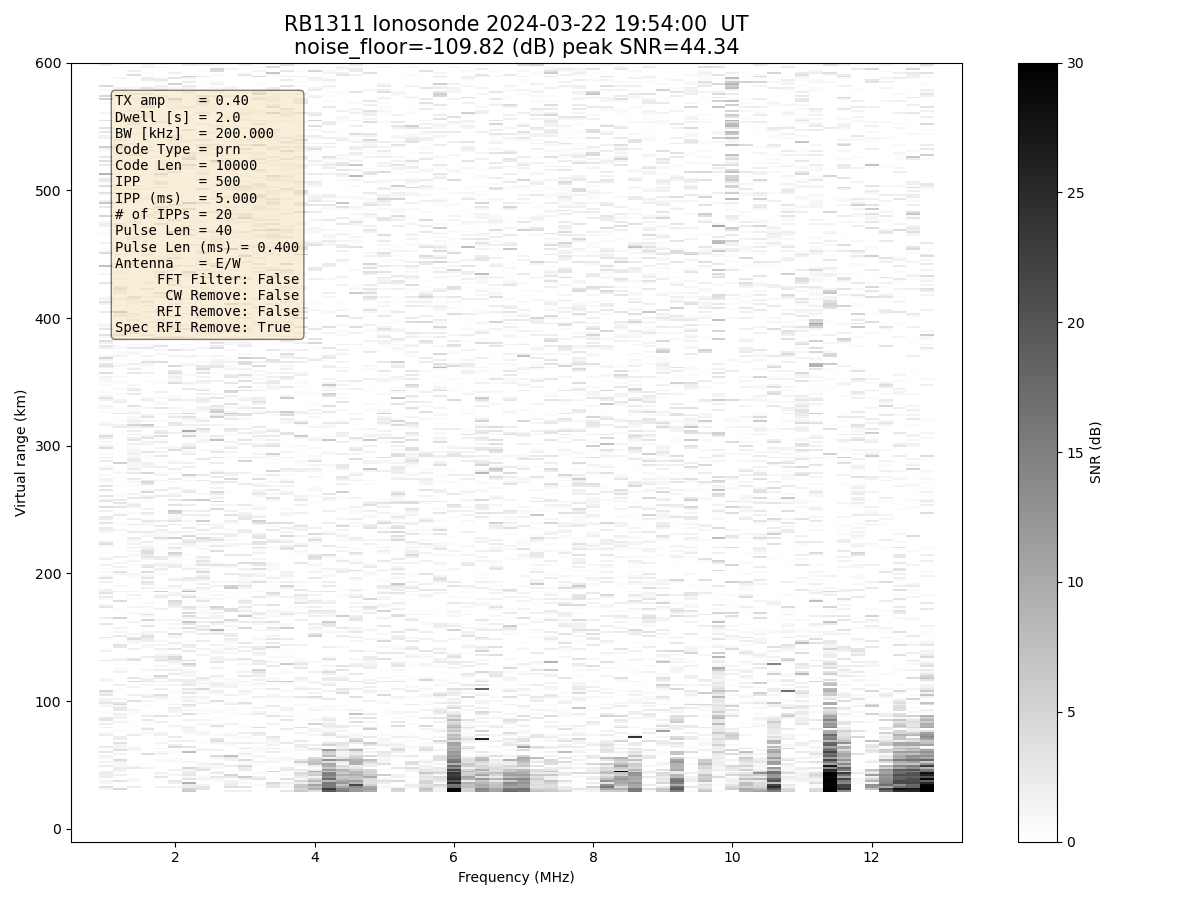 RB1311 Ionosonde 2024-03-22 19:54:00  UT
noise_floor=-109.82 (dB) peak SNR=44.34
TX amp    = 0.40
Dwell [s] = 2.0
BW [kHz]  = 200.000
Code Type = prn
Code Len  = 10000
IPP       = 500
IPP (ms)  = 5.000
# of IPPs = 20
Pulse Len = 40
Pulse Len (ms) = 0.400
Antenna   = E/W
FFT Filter: False
CW Remove: False
RFI Remove: False
Spec RFI Remove: True
600
500
400
300
200
100
0
Virtual range (km)
2
4
6
8
10
12
Frequency (MHz)
30
25
20
15
10
5
0
SNR (dB)